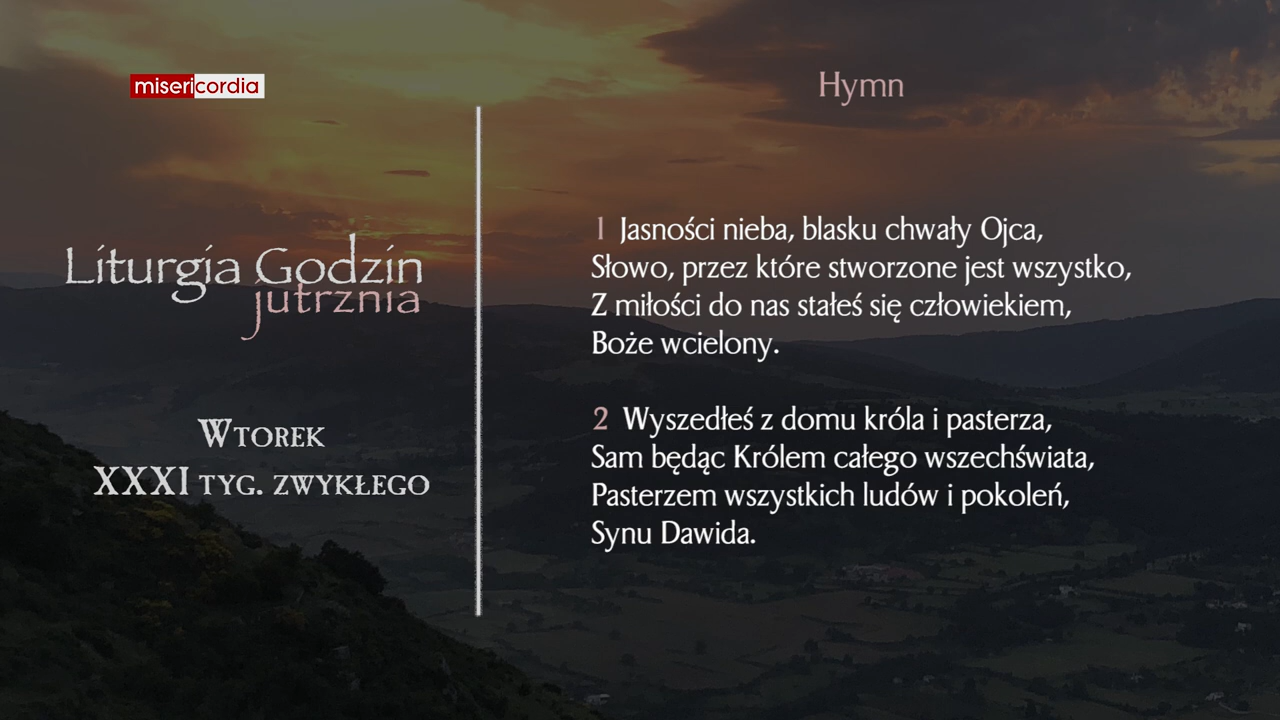 misericordia
Liturgia Godzin
jutrznia
Wtorek
XXXI tyg. zwykłego
Hymn
1 Jasności nieba, blasku chwały Ojca,
Słowo, przez które stworzone jest wszystko,
Z miłości do nas stałeś się człowiekiem,
Boże wcielony.
2 Wyszedłeś z domu króla i pasterza,
Sam będąc Królem całego wszechświata,
Pasterzem wszystkich ludów i pokoleń,
Synu Dawida.